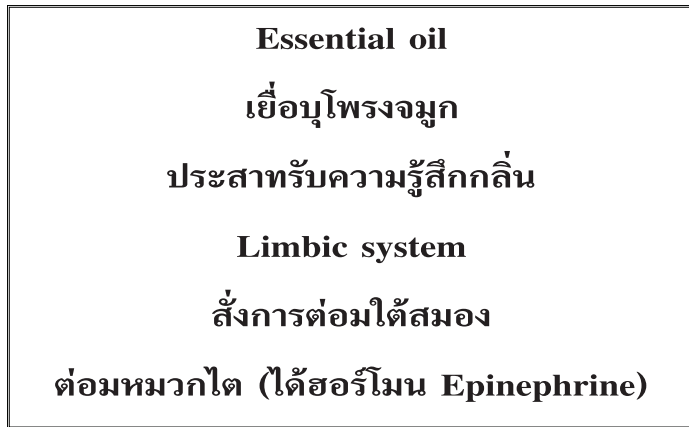 Essential oil
เยื่อบุโพรงจมูก
ประสาทรับความรู้สึกกลิ่น
Limbic system
สั่งการต่อมใต้สมอง
ต่อมหมวกไต (ได้ฮอร์โมน Epinephrine)